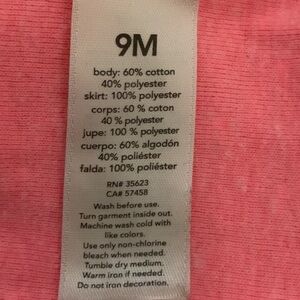 9M
body: 60% cotton
40% polyester
skirt: 100% polyester
corps: 60 % coton
40 % polyester
jupe: 100% polyester
cuerpo: 60% algodón
40% poliéster
falda: 100% poliéster
RN# 35623
CA# 57458
Wash before use.
Turn garment inside out.
Machine wash cold with
like colors.
Use only non-chlorine
bleach when needed.
Tumble dry medium.
Warm iron if needed.
Do not iron decoration.